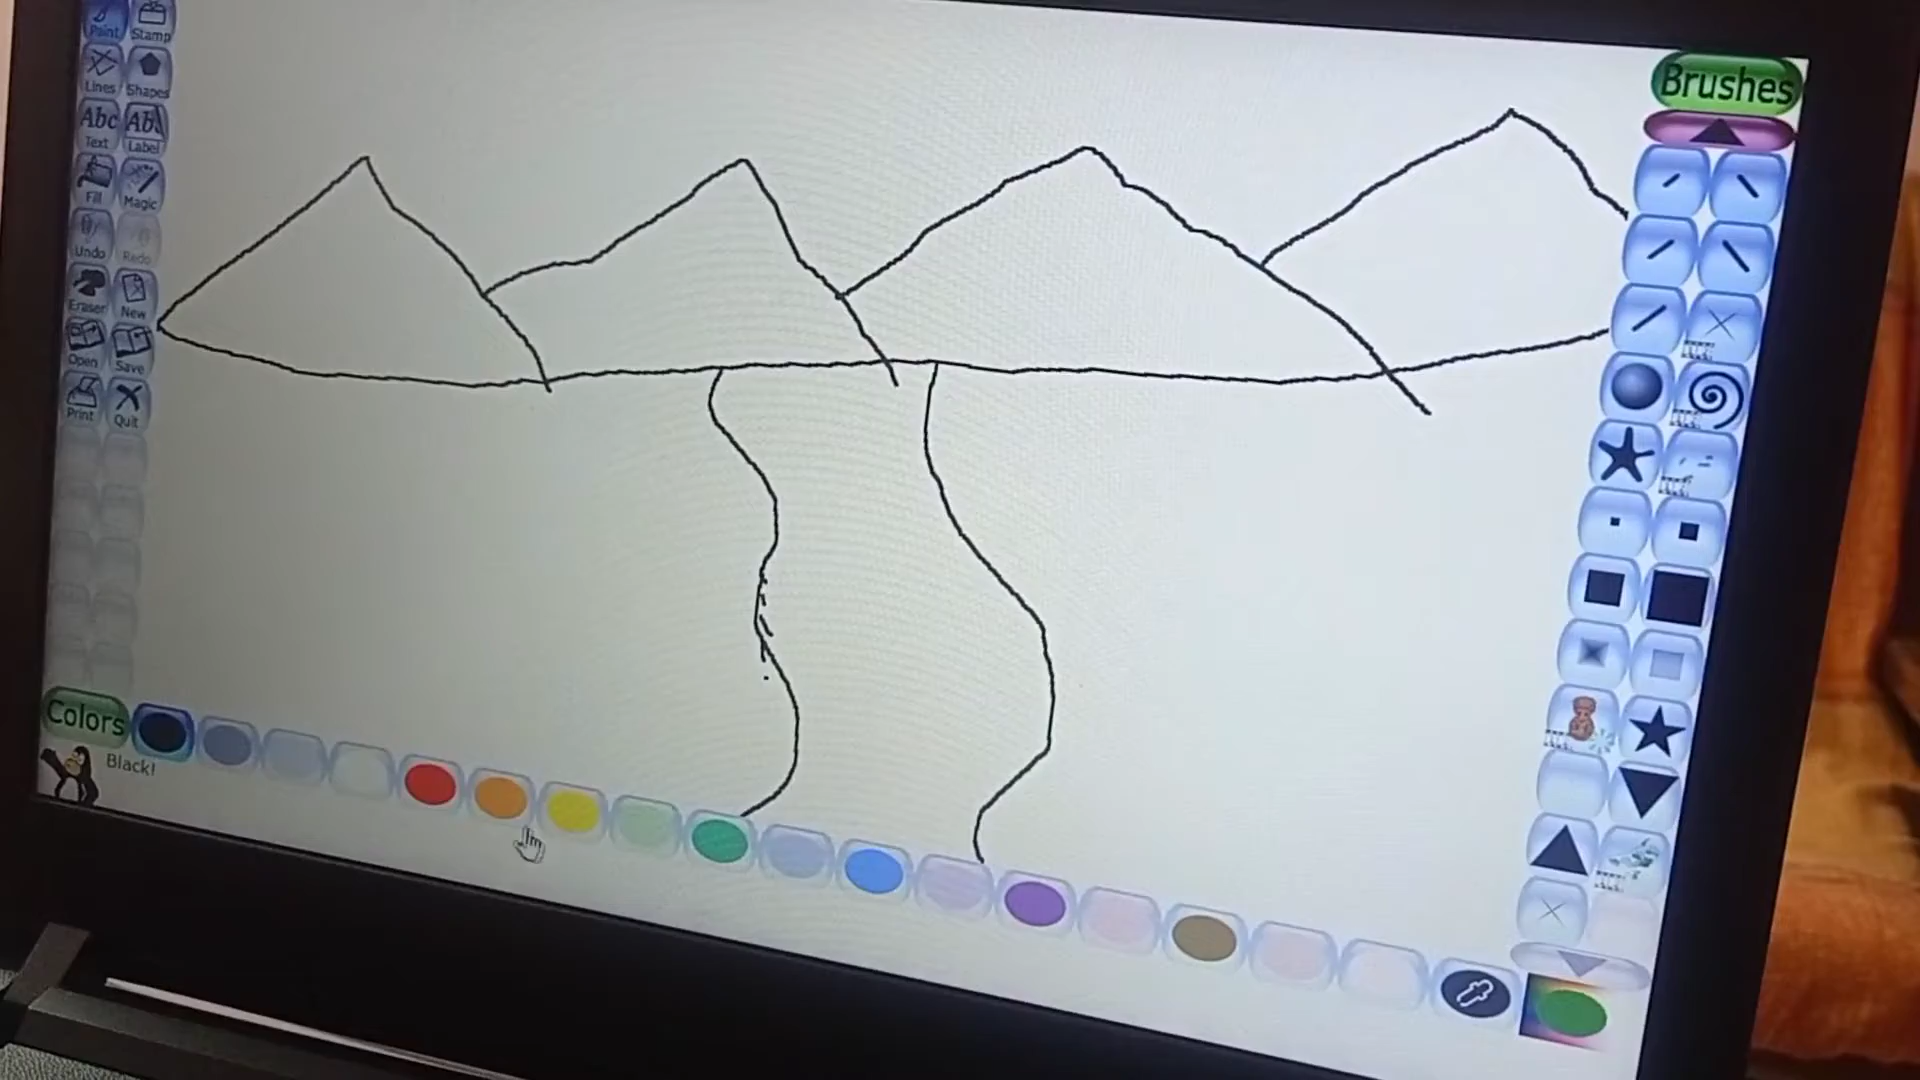 Paint Stamp
Brushes
Lines Shapes
Abc Abc
Text Label
Fill Magic
Undo Redo
Eraser New
Open Save
Print Quit
Colors
Black!